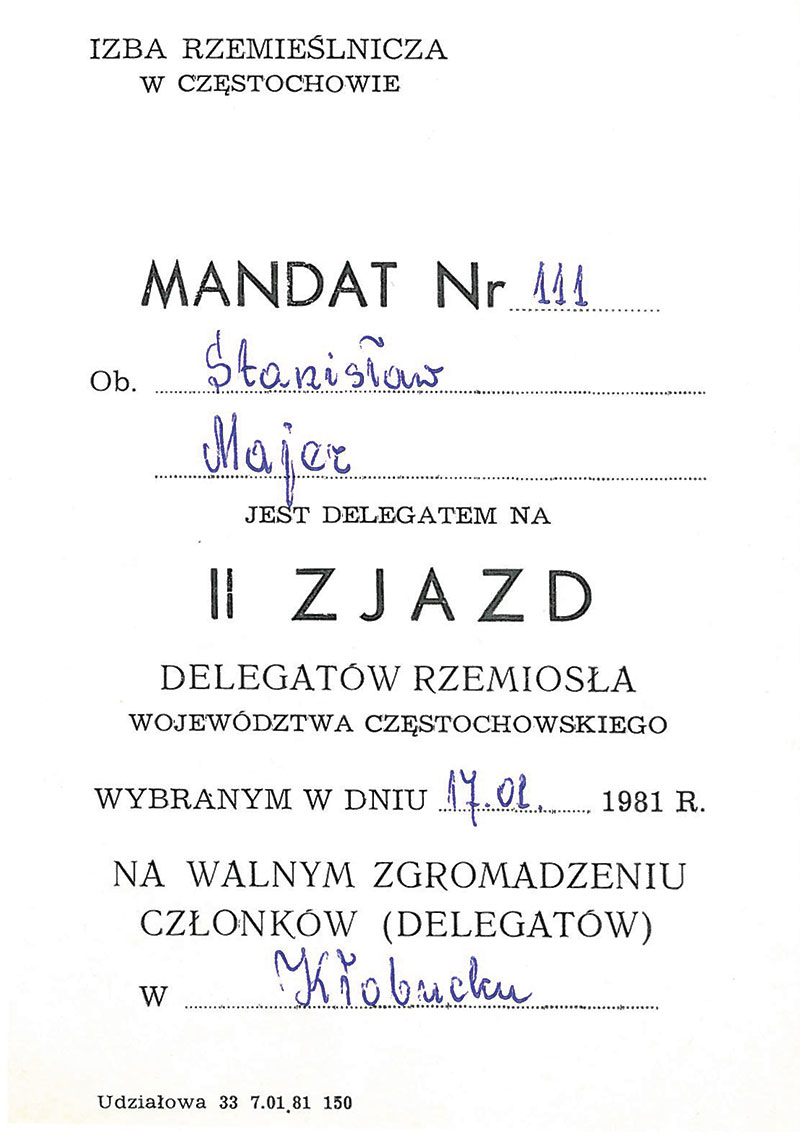 IZBA RZEMIEŚLNICZA
W CZĘSTOCHOWIE
MANDAT Nr 111
Ob. Stanisław
Majer
JEST DELEGATEM NA
II ZJAZD
DELEGATÓW RZEMIOSŁA
WOJEWÓDZTWA CZĘSTOCHOWSKIEGO
WYBRANYM W DNIU 17.01. 1981 R.
NA WALNYM ZGROMADZENIU
CZŁONKÓW (DELEGATÓW)
W Kłobucku
Udziałowa 33 7.01.81 150